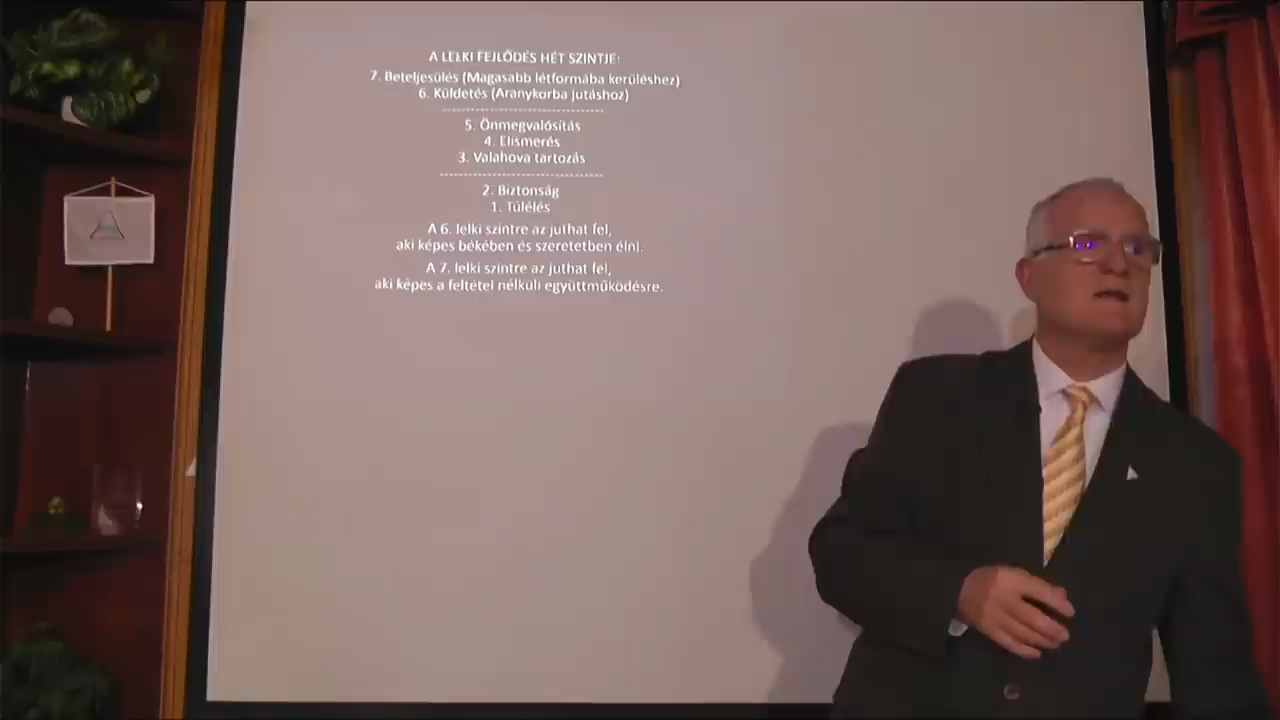 A LELKI FEJLŐDÉS HÉT SZINTJE:
7. Beteljesülés (Magasabb létformába kerüléshez)
6. Küldetés (Aranykorba jutáshoz)
----------------------------------
5. Önmegvalósítás
4. Elismerés
3. Valahova tartozás
----------------------------------
2. Biztonság
1. Túlélés
A 6. lelki szintre az juthat fel,
aki képes békében és szeretetben élni.
A 7. lelki szintre az juthat fel,
aki képes a feltétel nélküli együttműködésre.